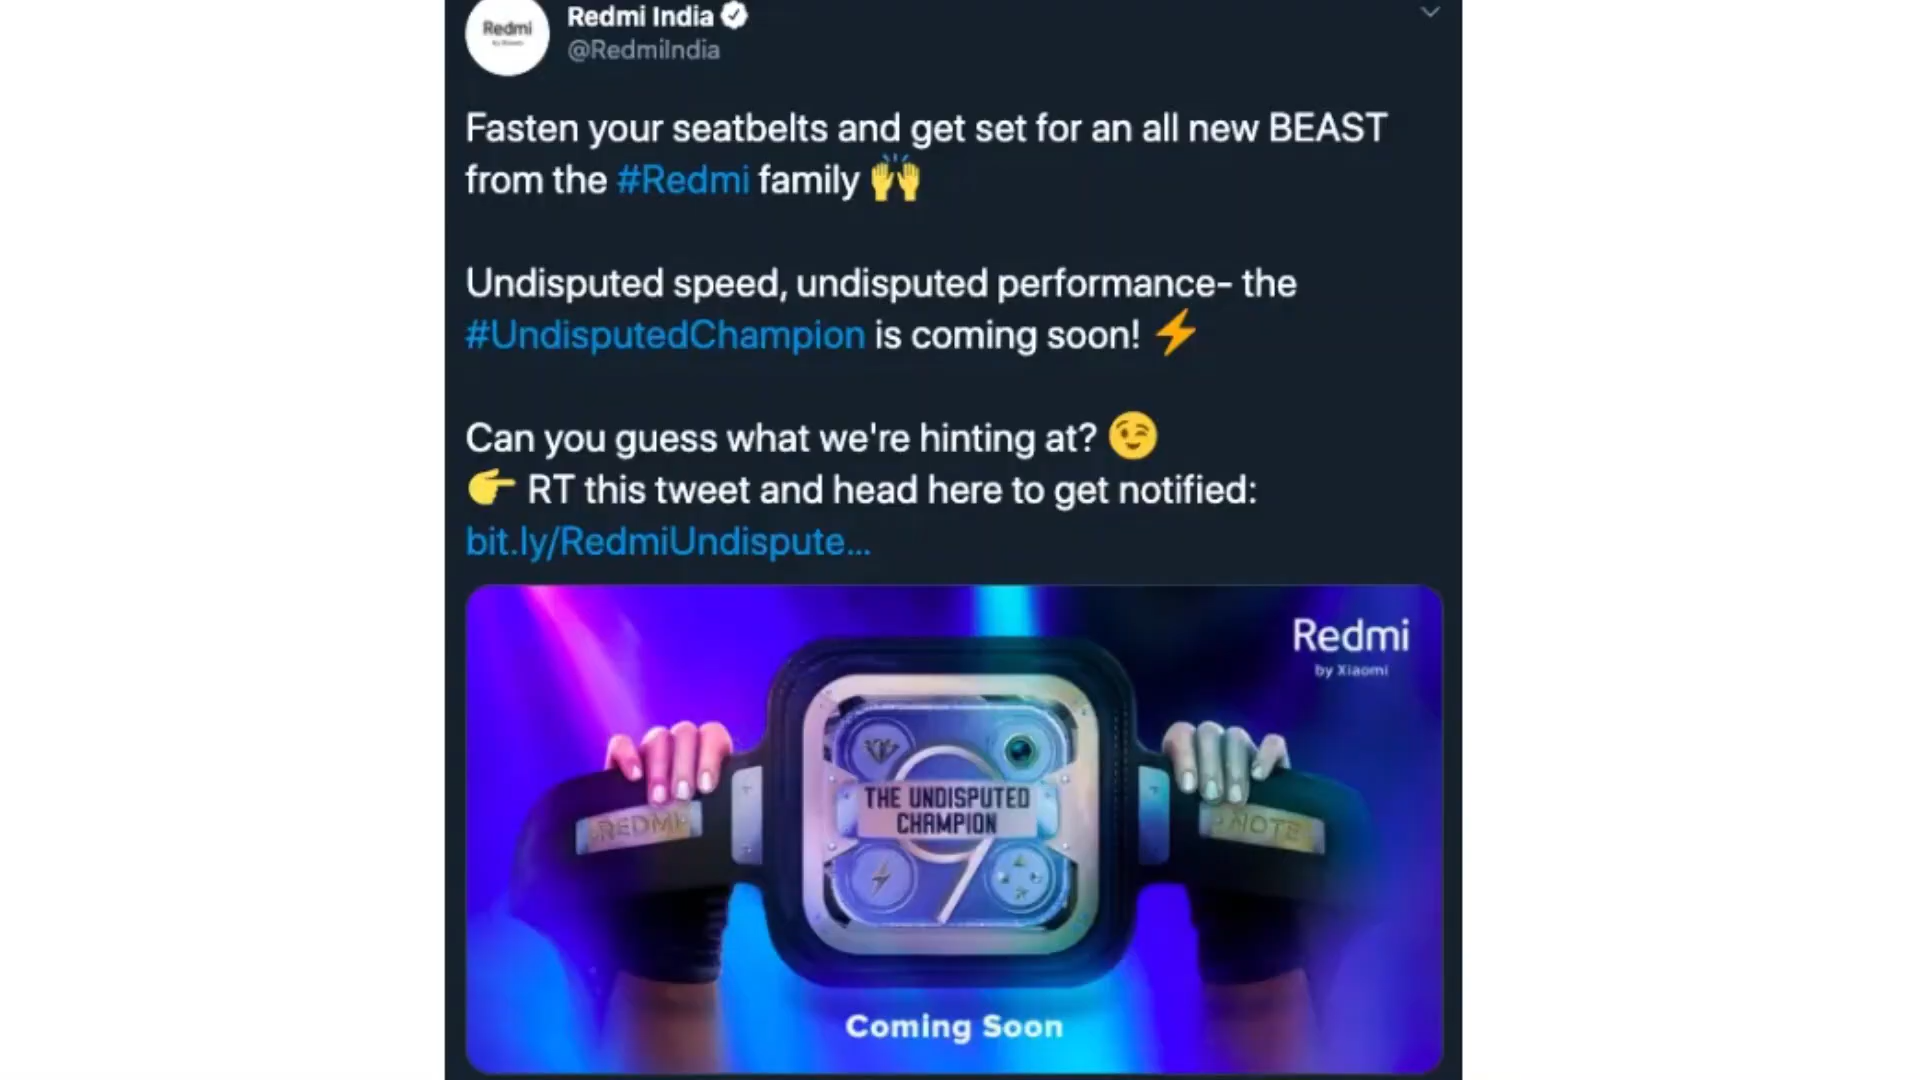 Redmi
by Xiaomi
Redmi India
@RedmiIndia
Fasten your seatbelts and get set for an all new BEAST
from the #Redmi family 🙌
Undisputed speed, undisputed performance- the
#UndisputedChampion is coming soon! ⚡
Can you guess what we're hinting at? 😉
👉 RT this tweet and head here to get notified:
bit.ly/RedmiUndispute...
Redmi
by Xiaomi
REDMI
9
THE UNDISPUTED
CHAMPION
NOTE
Coming Soon